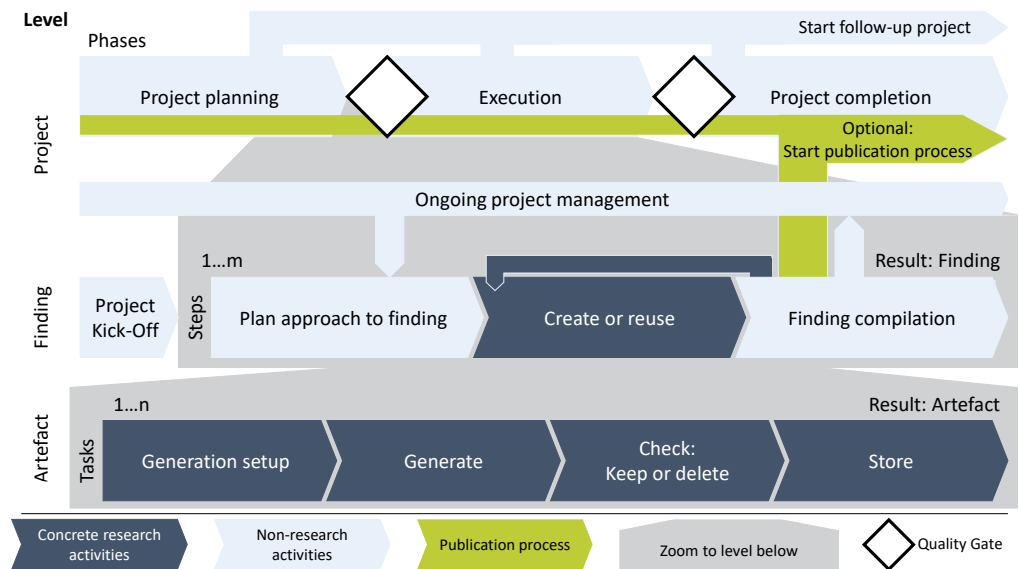 Level
Phases
Start follow-up project
Project planning
Execution
Project completion
Optional:
Start publication process
Project
Ongoing project management
1...m
Result: Finding
Finding
Project
Kick-Off
Steps
Plan approach to finding
Create or reuse
Finding compilation
1...n
Result: Artefact
Artefact
Tasks
Generation setup
Generate
Check:
Keep or delete
Store
Concrete research
activities
Non-research
activities
Publication process
Zoom to level below
Quality Gate